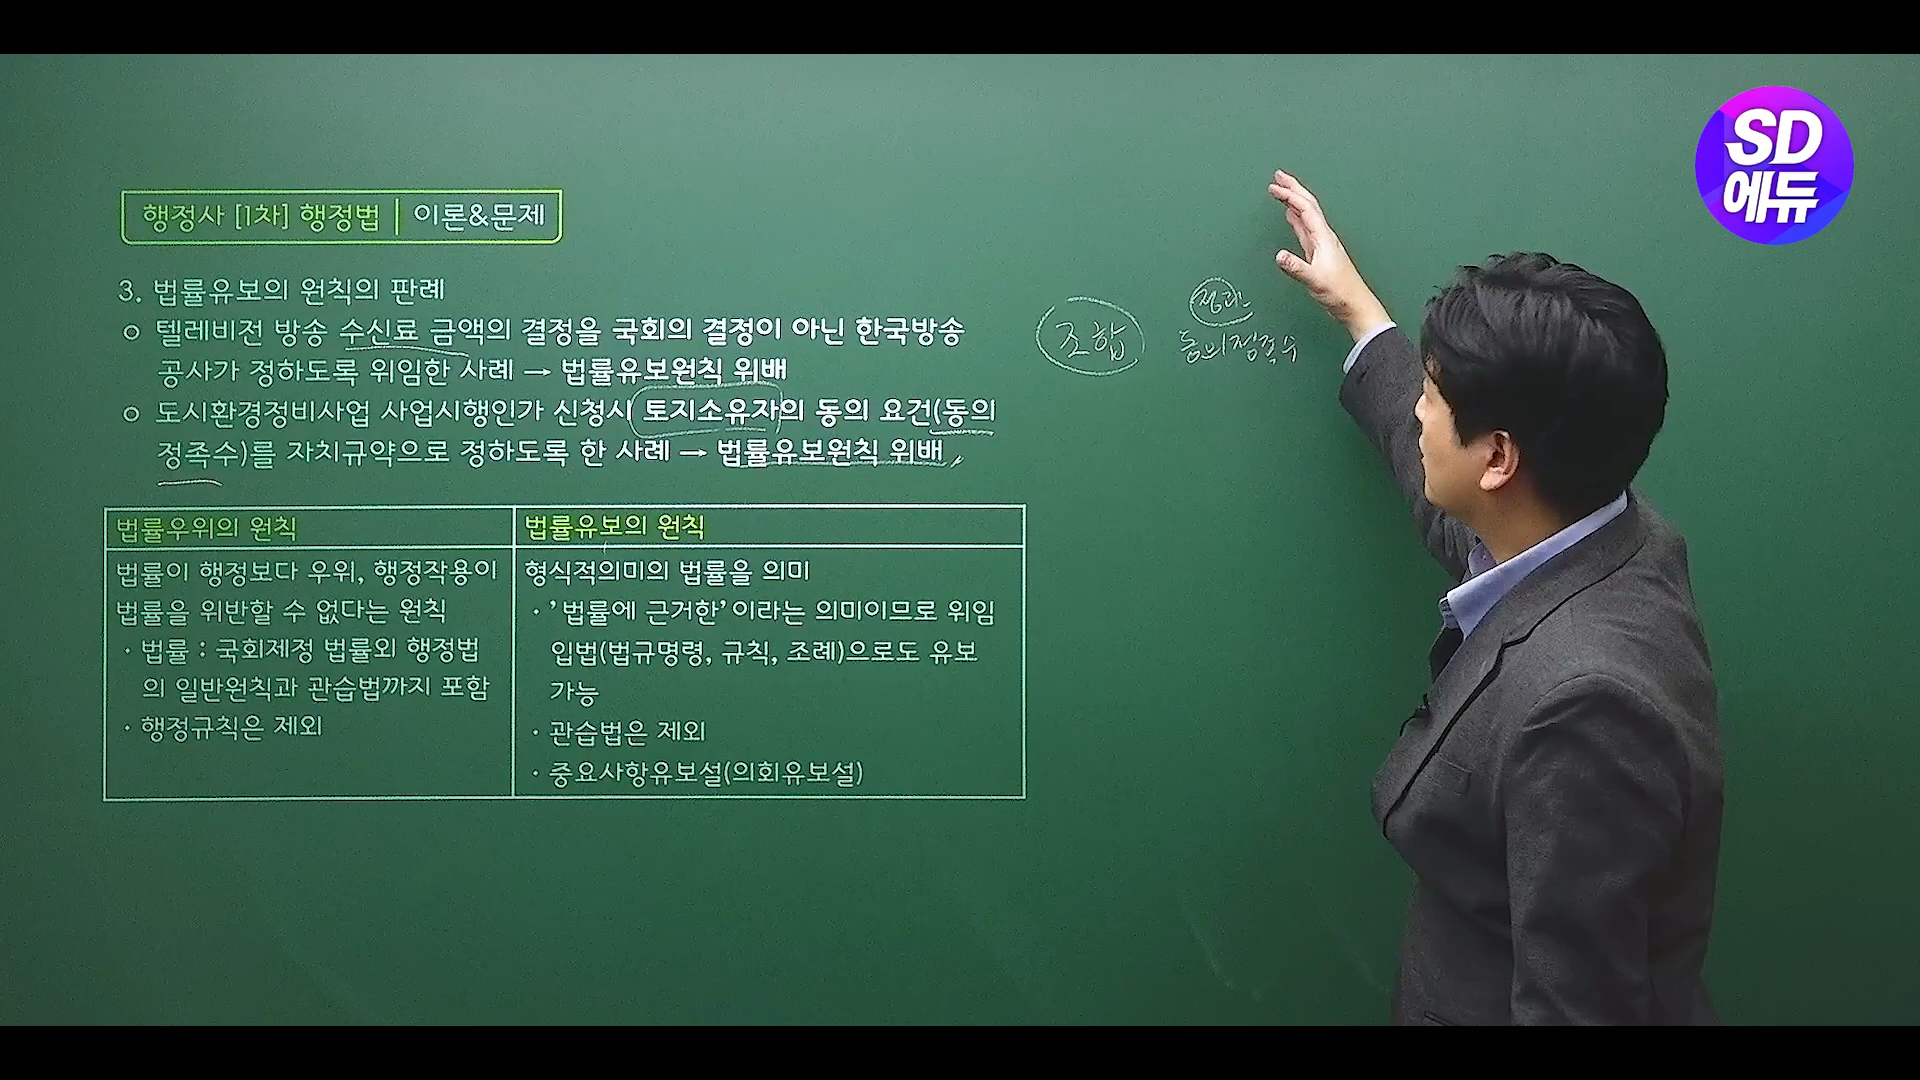 SD
에듀
행정사 [1차] 행정법 | 이론&문제
3. 법률유보의 원칙의 판례
○ 텔레비전 방송 수신료 금액의 결정을 국회의 결정이 아닌 한국방송
공사가 정하도록 위임한 사례 → 법률유보원칙 위배
○ 도시환경정비사업 사업시행인가 신청시 토지소유자의 동의 요건(동의
정족수)를 자치규약으로 정하도록 한 사례 → 법률유보원칙 위배
조합
정관
동의정족수
법률우위의 원칙
법률이 행정보다 우위, 행정작용이
법률을 위반할 수 없다는 원칙
· 법률 : 국회제정 법률외 행정법
의 일반원칙과 관습법까지 포함
· 행정규칙은 제외
법률유보의 원칙
형식적의미의 법률을 의미
· '법률에 근거한' 이라는 의미이므로 위임
입법(법규명령, 규칙, 조례)으로도 유보
가능
· 관습법은 제외
· 중요사항유보설(의회유보설)